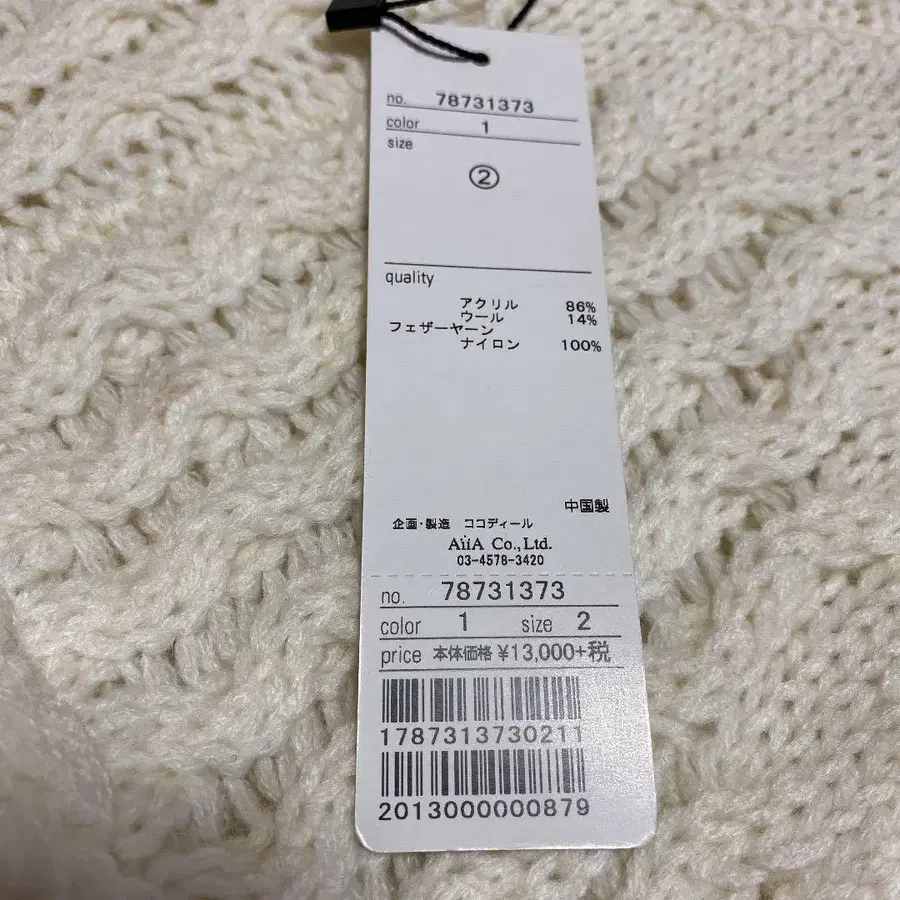 no. 78731373
color 1
size
②
quality
アクリル 86%
ウール 14%
フェザーヤーン
ナイロン 100%
中国製
企画・製造 ココディール
AïiA Co., Ltd.
03-4578-3420
no. 78731373
color 1 size 2
price 本体価格 ¥13,000+税
1787313730211
2013000000879